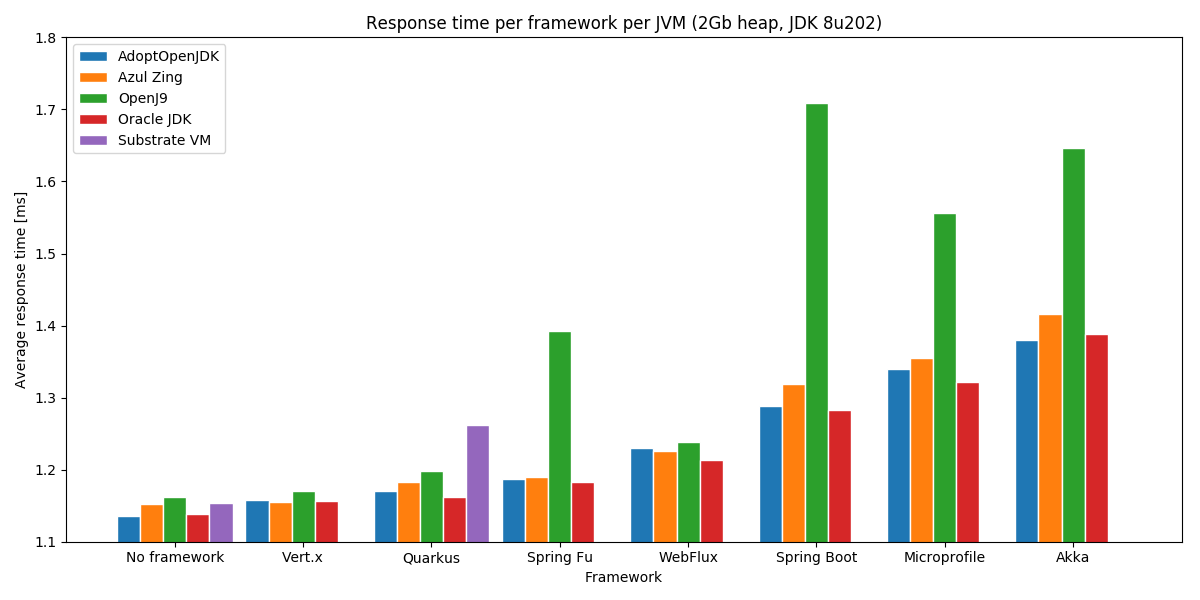 Response time per framework per JVM (2Gb heap, JDK 8u202)
AdoptOpenJDK
Azul Zing
OpenJ9
Oracle JDK
Substrate VM
Average response time [ms]
1.8
1.7
1.6
1.5
1.4
1.3
1.2
1.1
No framework Vert.x Quarkus Spring Fu WebFlux Spring Boot Microprofile Akka
Framework